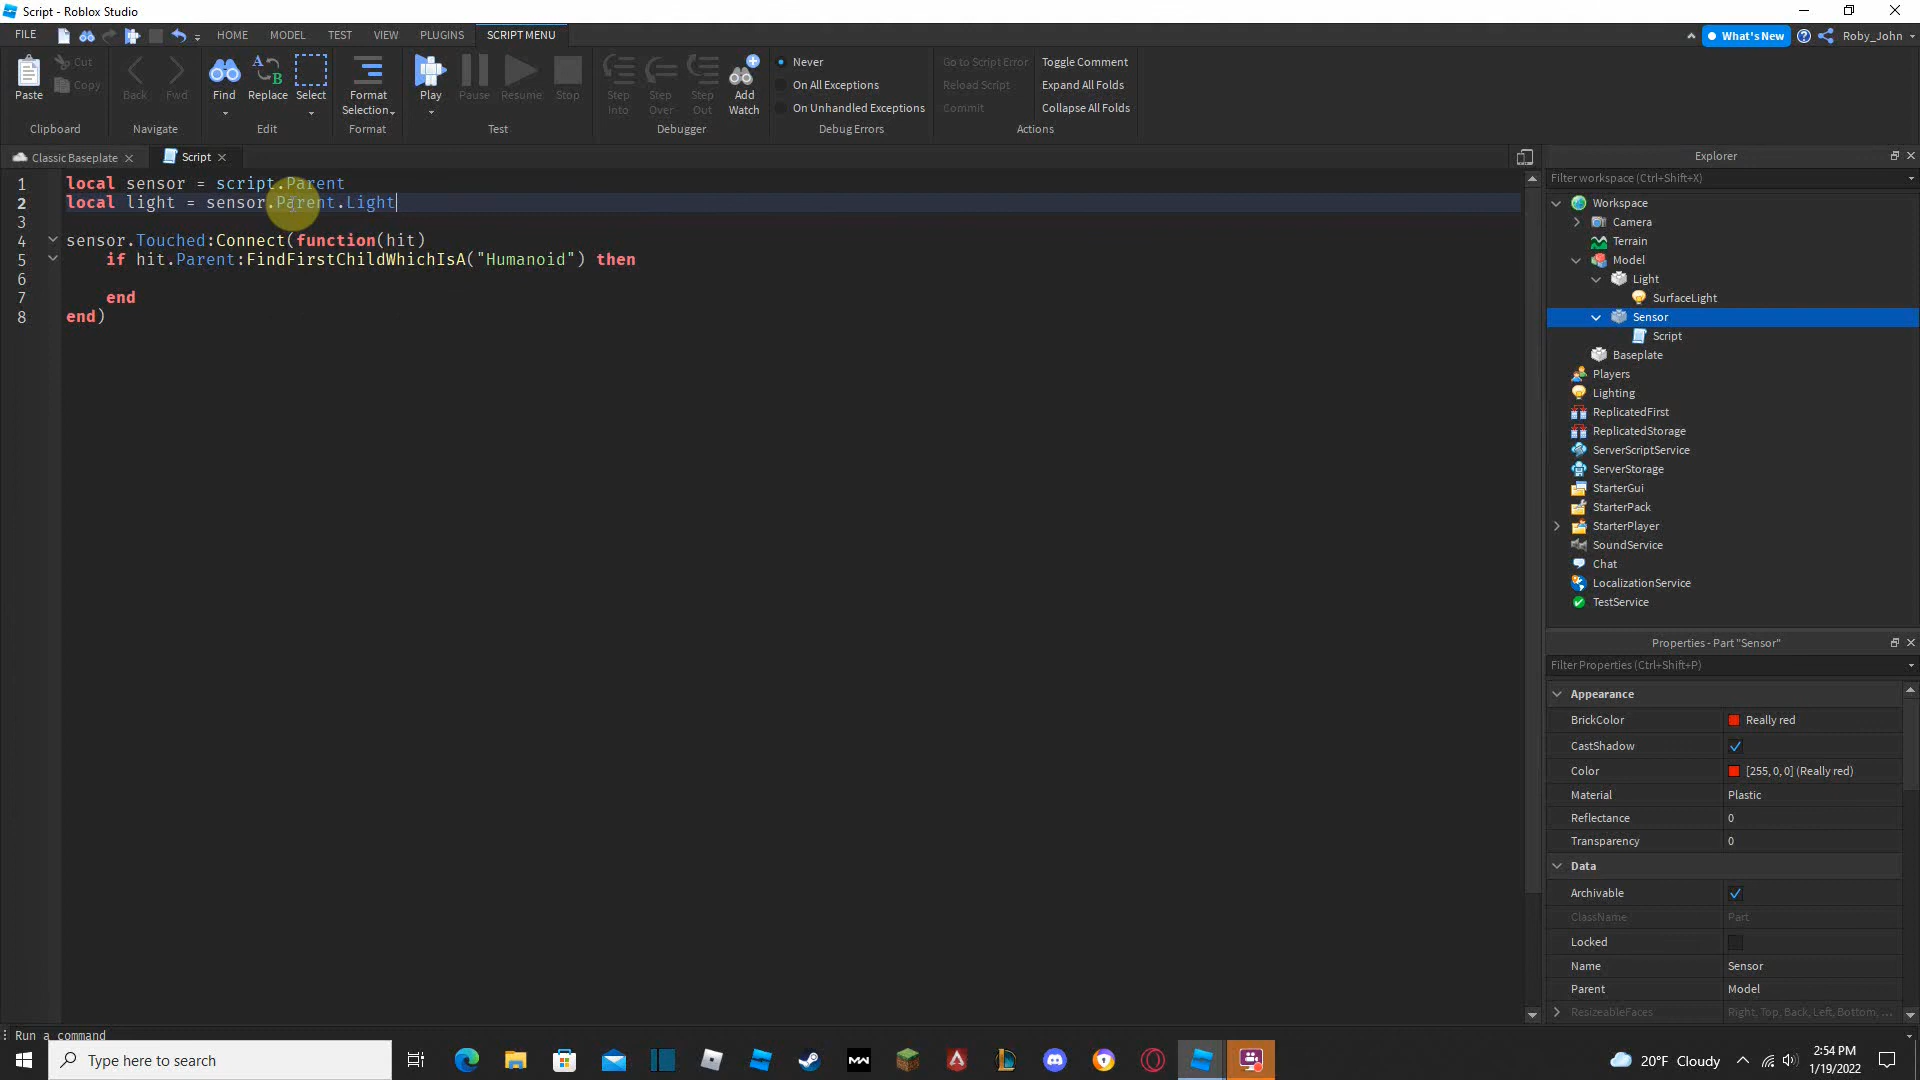 Script - Roblox Studio
FILE HOME MODEL TEST VIEW PLUGINS SCRIPT MENU What's New Roby_John
Paste Cut Copy
Clipboard
Back Fwd
Navigate
Find Replace Select
Edit
Format Selection
Format
Play Pause Resume Stop
Test
Step Into Step Over Step Out Add Watch
Debugger
Never
On All Exceptions
On Unhandled Exceptions
Debug Errors
Go to Script Error Toggle Comment
Reload Script Expand All Folds
Commit Collapse All Folds
Actions
Classic Baseplate Script
1 local sensor = script.Parent
2 local light = sensor.Parent.Light
3
4 sensor.Touched:Connect(function(hit)
5 if hit.Parent:FindFirstChildWhichIsA("Humanoid") then
6
7 end
8 end)
Explorer
Filter workspace (Ctrl+Shift+X)
Workspace
Camera
Terrain
Model
Light
SurfaceLight
Sensor
Script
Baseplate
Players
Lighting
ReplicatedFirst
ReplicatedStorage
ServerScriptService
ServerStorage
StarterGui
StarterPack
StarterPlayer
SoundService
Chat
LocalizationService
TestService
Properties - Part "Sensor"
Filter Properties (Ctrl+Shift+P)
Appearance
BrickColor Really red
CastShadow
Color [255, 0, 0] (Really red)
Material Plastic
Reflectance 0
Transparency 0
Data
Archivable
ClassName Part
Locked
Name Sensor
Parent Model
ResizeableFaces Right, Top, Back, Left, Bottom, ...
Run a command
Type here to search
20°F Cloudy
2:54 PM
1/19/2022